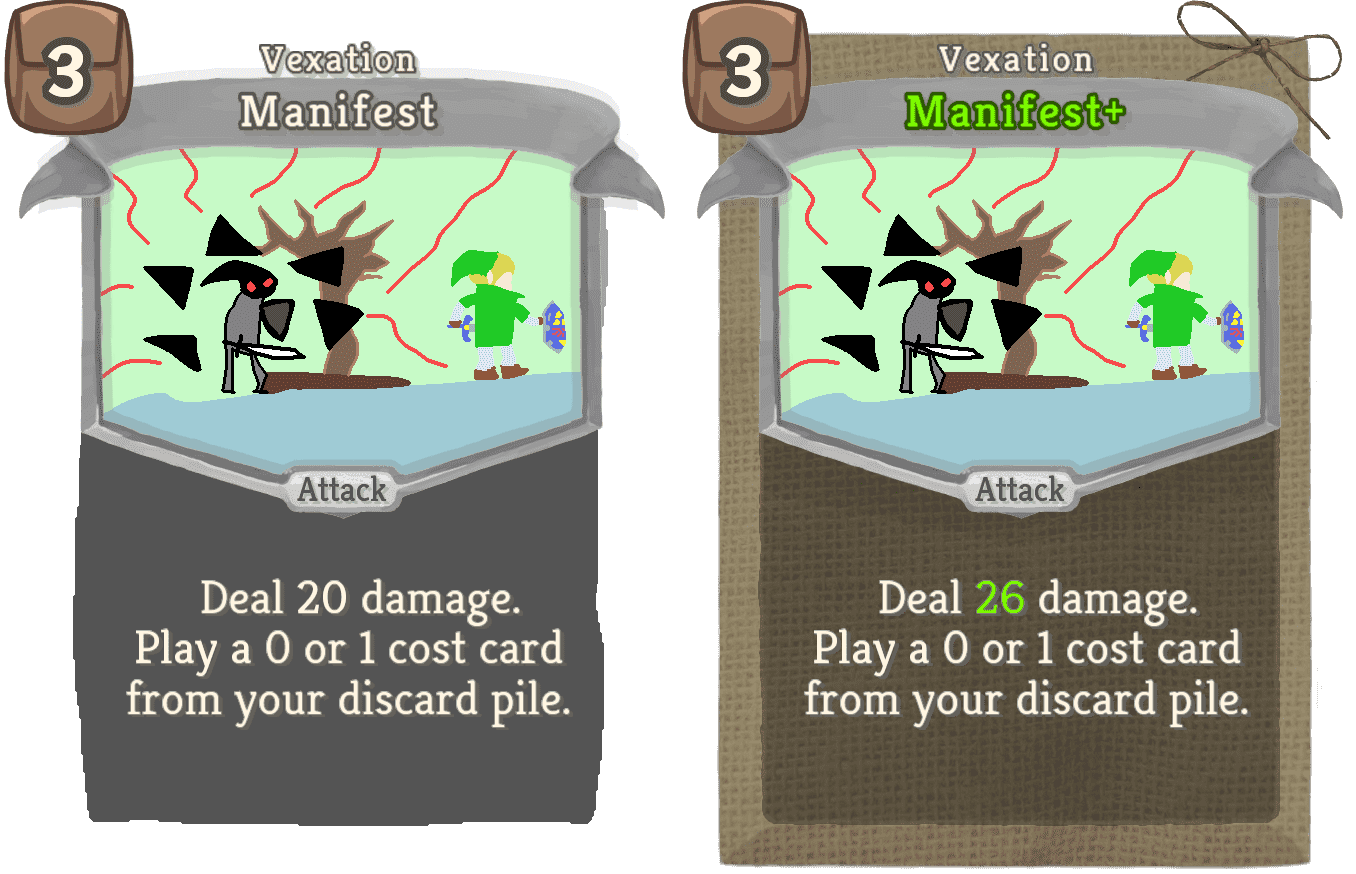 3
Vexation
Manifest
Attack
Deal 20 damage.
Play a 0 or 1 cost card
from your discard pile.
3
Vexation
Manifest+
Attack
Deal 26 damage.
Play a 0 or 1 cost card
from your discard pile.